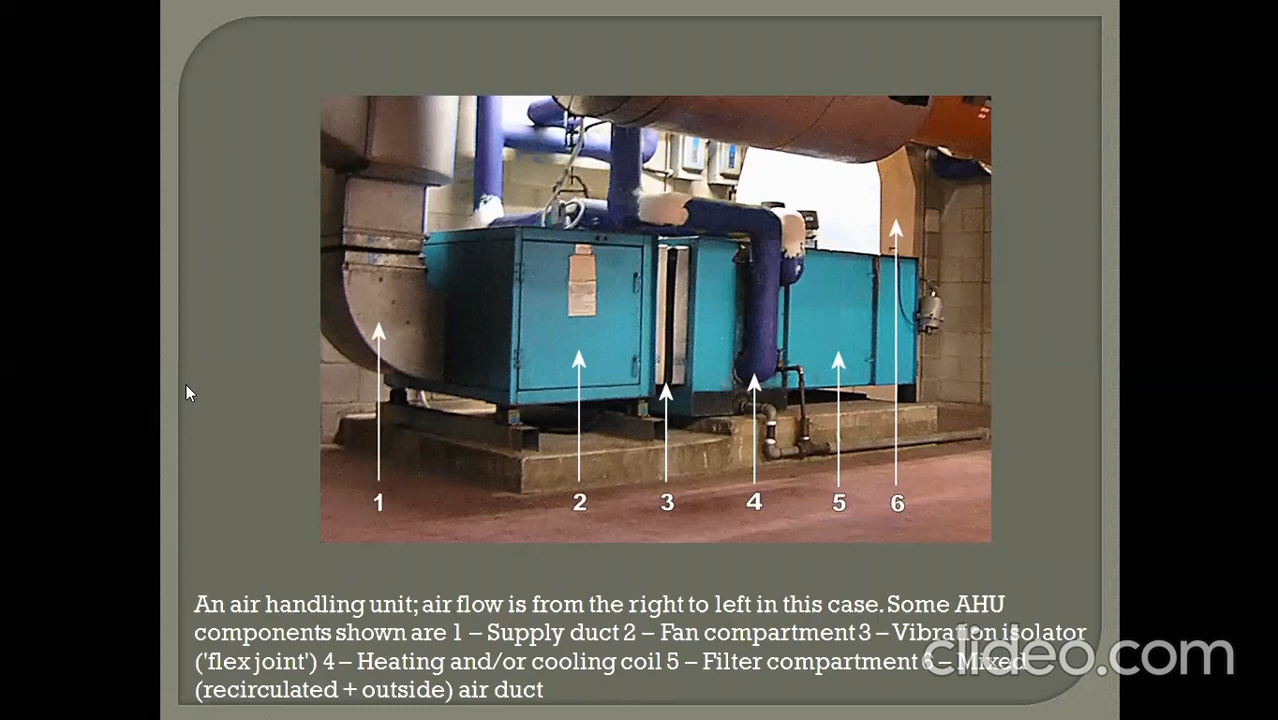 1 2 3 4 5 6
An air handling unit; air flow is from the right to left in this case. Some AHU
components shown are 1 – Supply duct 2 – Fan compartment 3 – Vibration isolator
('flex joint') 4 – Heating and/or cooling coil 5 – Filter compartment 6 – Mixed
(recirculated + outside) air duct
clideo.com